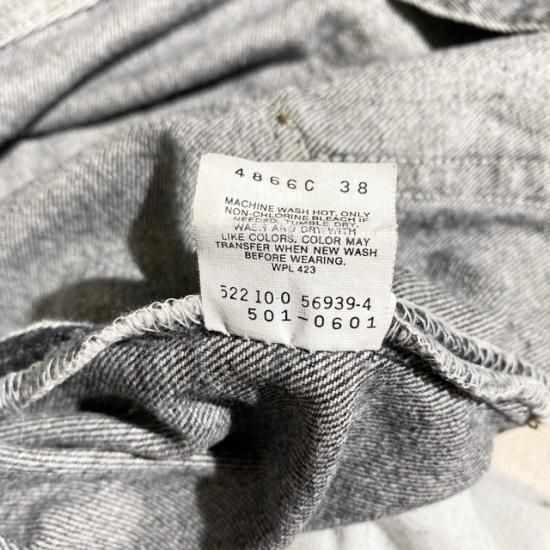 4866C 38
MACHINE WASH HOT, ONLY
NON-CHLORINE BLEACH IF
NEEDED. TUMBLE DRY.
WASH AND DRY WITH
LIKE COLORS. COLOR MAY
TRANSFER WHEN NEW WASH
BEFORE WEARING.
WPL 423
522 10-0 56939-4
501-0601